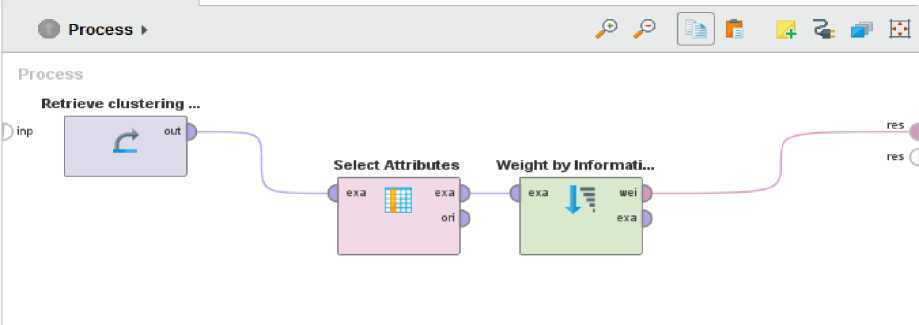 Process
Process
Retrieve clustering ...
inp
out
res
res
Select Attributes
Weight by Informati...
exa
exa
exa
wei
ori
exa